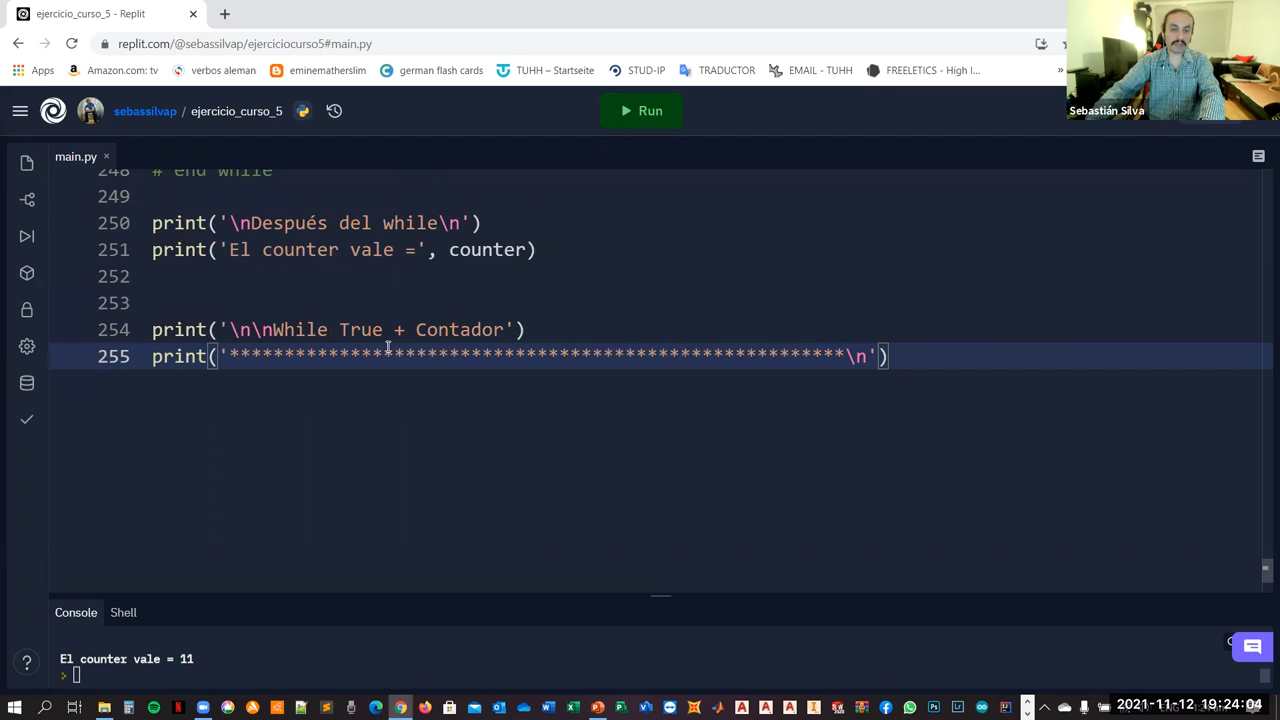 ejercicio_curso_5 - Replit
replit.com/@sebassilvap/ejerciciocurso5#main.py
Apps
Amazon.com: tv
verbos aleman
eminematherslim
german flash cards
TUHH – Startseite
STUD-IP
TRADUCTOR
EMAIL - TUHH
FREELETICS - High I...
»
Sebastián Silva
sebassilvap / ejercicio_curso_5
Run
main.py
248 # end while
249
250 print('\nDespués del while\n')
251 print('El counter vale =', counter)
252
253
254 print('\n\nWhile True + Contador')
255 print('********************************************************\n')
Console
Shell
El counter vale = 11
>
?
2021-11-12 19:24:04